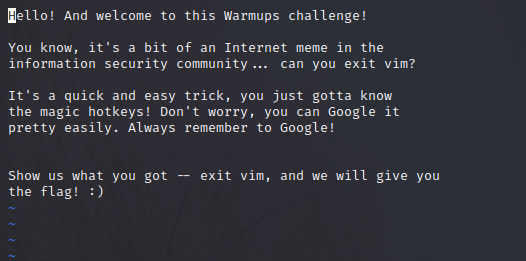 Hello! And welcome to this Warmups challenge!
You know, it's a bit of an Internet meme in the
information security community... can you exit vim?
It's a quick and easy trick, you just gotta know
the magic hotkeys! Don't worry, you can Google it
pretty easily. Always remember to Google!
Show us what you got -- exit vim, and we will give you
the flag! :)
~
~
~
~